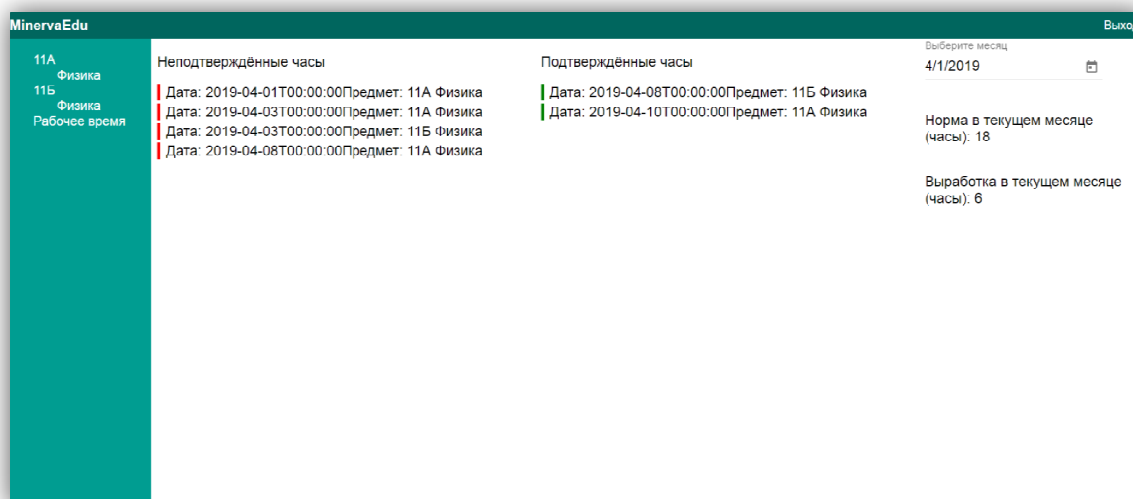 MinervaEdu
Выход
11А
Физика
11Б
Физика
Рабочее время
Неподтверждённые часы
Дата: 2019-04-01T00:00:00Предмет: 11А Физика
Дата: 2019-04-03T00:00:00Предмет: 11А Физика
Дата: 2019-04-03T00:00:00Предмет: 11Б Физика
Дата: 2019-04-08T00:00:00Предмет: 11А Физика
Подтверждённые часы
Дата: 2019-04-08T00:00:00Предмет: 11Б Физика
Дата: 2019-04-10T00:00:00Предмет: 11А Физика
Выберите месяц
4/1/2019
Норма в текущем месяце
(часы): 18
Выработка в текущем месяце
(часы): 6